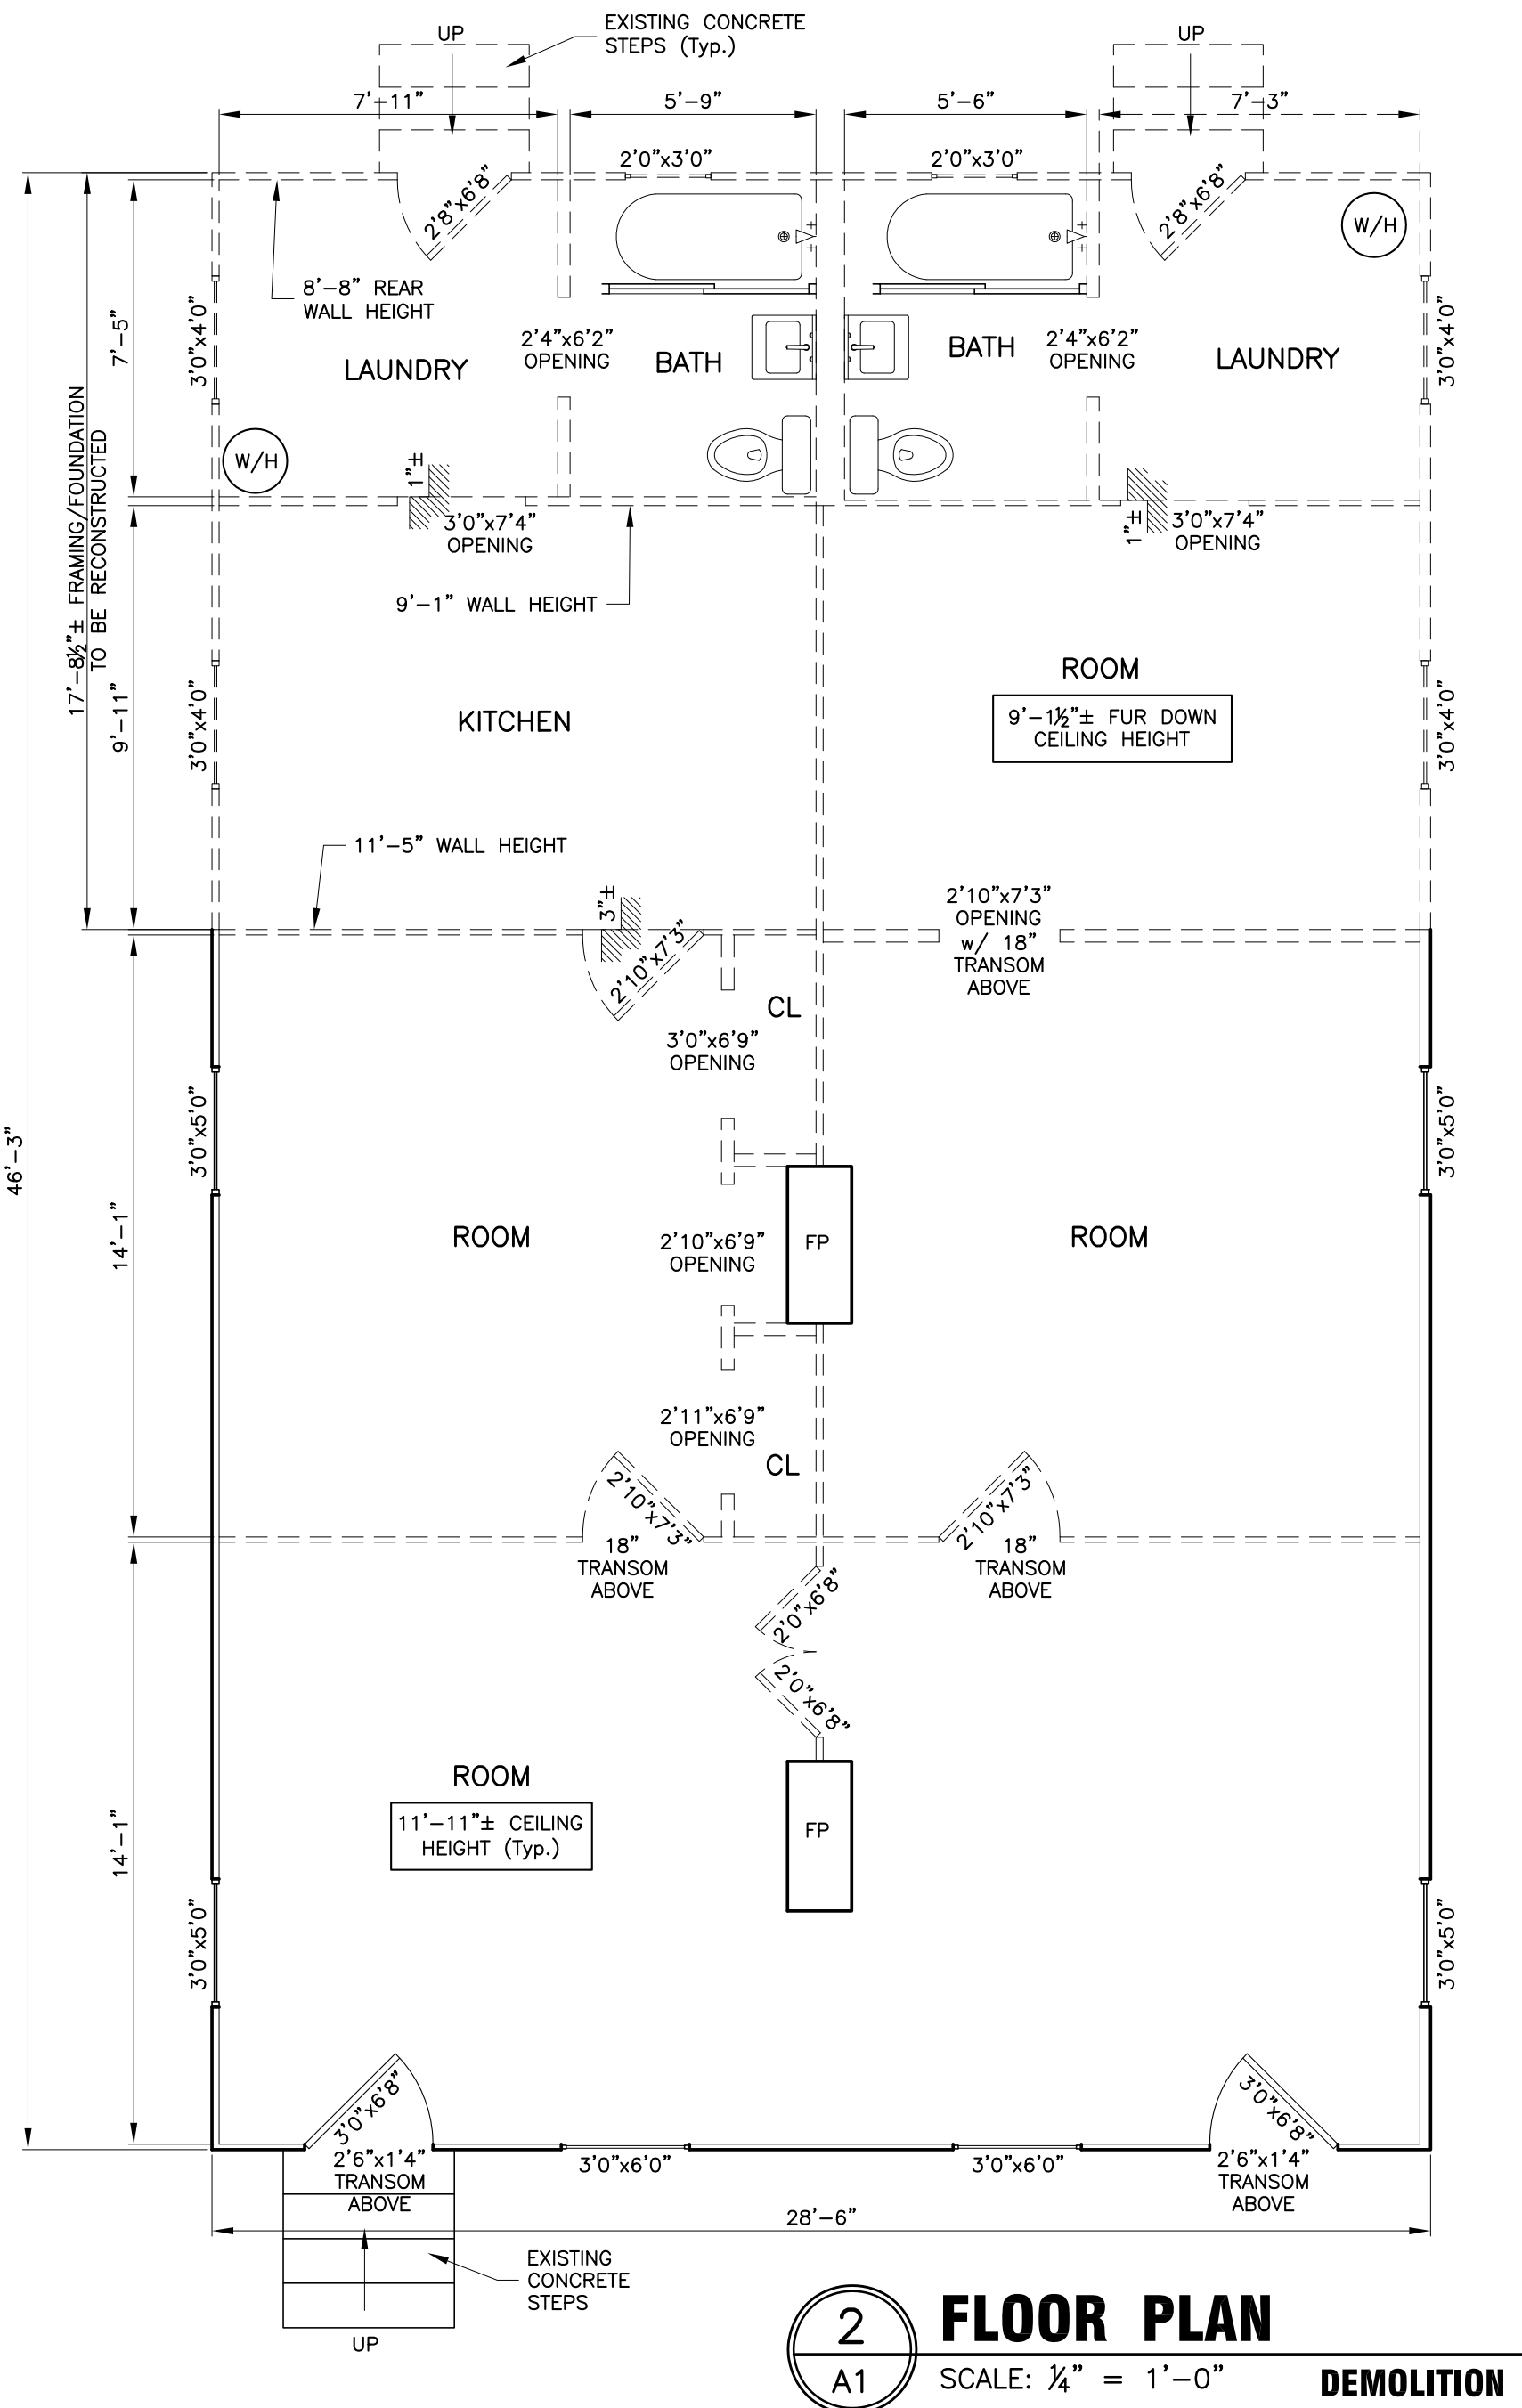 UP
EXISTING CONCRETE
STEPS (Typ.)
UP
7'-11"
5'-9"
5'-6"
7'-3"
2'0"x3'0"
2'0"x3'0"
2'8"x6'8"
2'8"x6'8"
W/H
8'-8" REAR
WALL HEIGHT
7'-5"
3'0"x4'0"
LAUNDRY
2'4"x6'2"
OPENING
BATH
BATH
2'4"x6'2"
OPENING
LAUNDRY
3'0"x4'0"
17'-8½"± FRAMING/FOUNDATION
TO BE RECONSTRUCTED
W/H
1"±
3'0"x7'4"
OPENING
1"±
3'0"x7'4"
OPENING
9'-1" WALL HEIGHT
9'-11"
3'0"x4'0"
KITCHEN
ROOM
9'-1½"± FUR DOWN
CEILING HEIGHT
3'0"x4'0"
11'-5" WALL HEIGHT
3"±
2'10"x7'3"
2'10"x7'3"
OPENING
w/ 18"
TRANSOM
ABOVE
CL
3'0"x6'9"
OPENING
46'-3"
14'-1"
3'0"x5'0"
ROOM
2'10"x6'9"
OPENING
FP
ROOM
3'0"x5'0"
2'11"x6'9"
OPENING
CL
2'10"x7'3"
18"
TRANSOM
ABOVE
2'10"x7'3"
18"
TRANSOM
ABOVE
2'0"x6'8"
2'0"x6'8"
14'-1"
ROOM
11'-11"± CEILING
HEIGHT (Typ.)
FP
3'0"x5'0"
3'0"x5'0"
3'0"x6'8"
2'6"x1'4"
TRANSOM
ABOVE
3'0"x6'0"
3'0"x6'0"
3'0"x6'8"
2'6"x1'4"
TRANSOM
ABOVE
28'-6"
EXISTING
CONCRETE
STEPS
UP
2
A1
FLOOR PLAN
SCALE: ¼" = 1'-0"
DEMOLITION